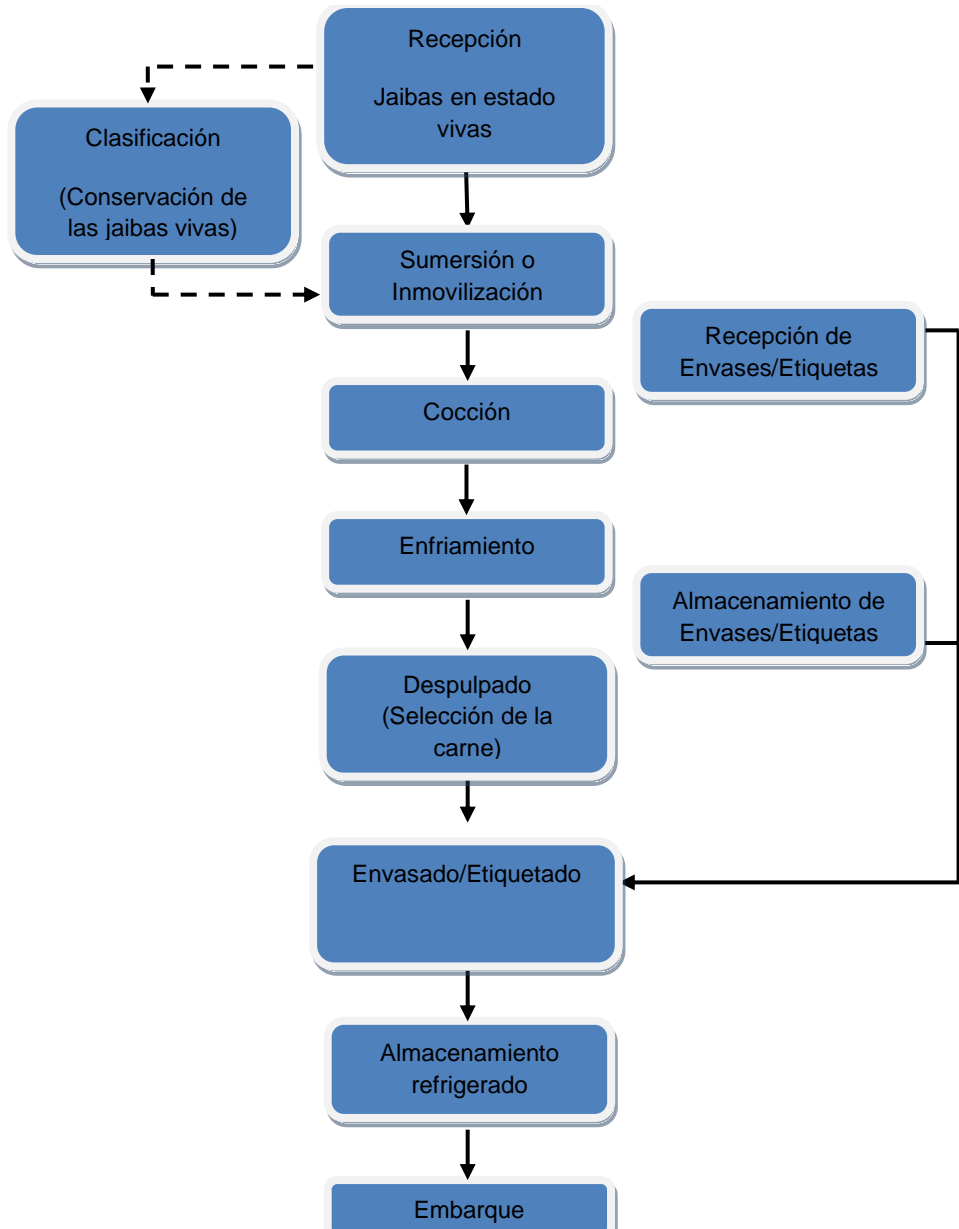 Recepción
Jaibas en estado
vivas
Clasificación
(Conservación de
las jaibas vivas)
Sumersión o
Inmovilización
Recepción de
Envases/Etiquetas
Cocción
Enfriamiento
Almacenamiento de
Envases/Etiquetas
Despulpado
(Selección de la
carne)
Envasado/Etiquetado
Almacenamiento
refrigerado
Embarque